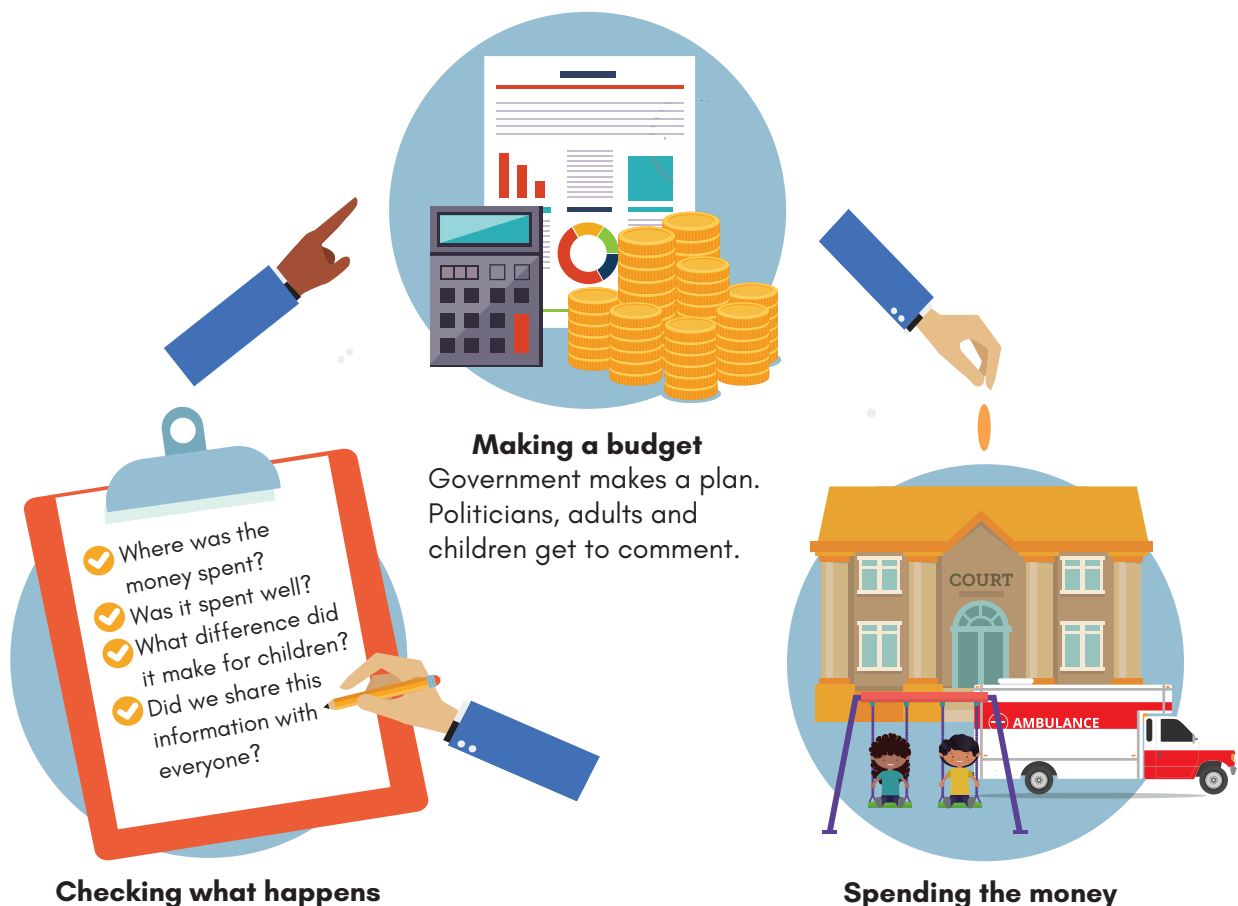 Making a budget
Government makes a plan.
Politicians, adults and
children get to comment.
Where was the
money spent?
Was it spent well?
What difference did
it make for children?
Did we share this
information with
everyone?
Checking what happens
COURT
AMBULANCE
Spending the money